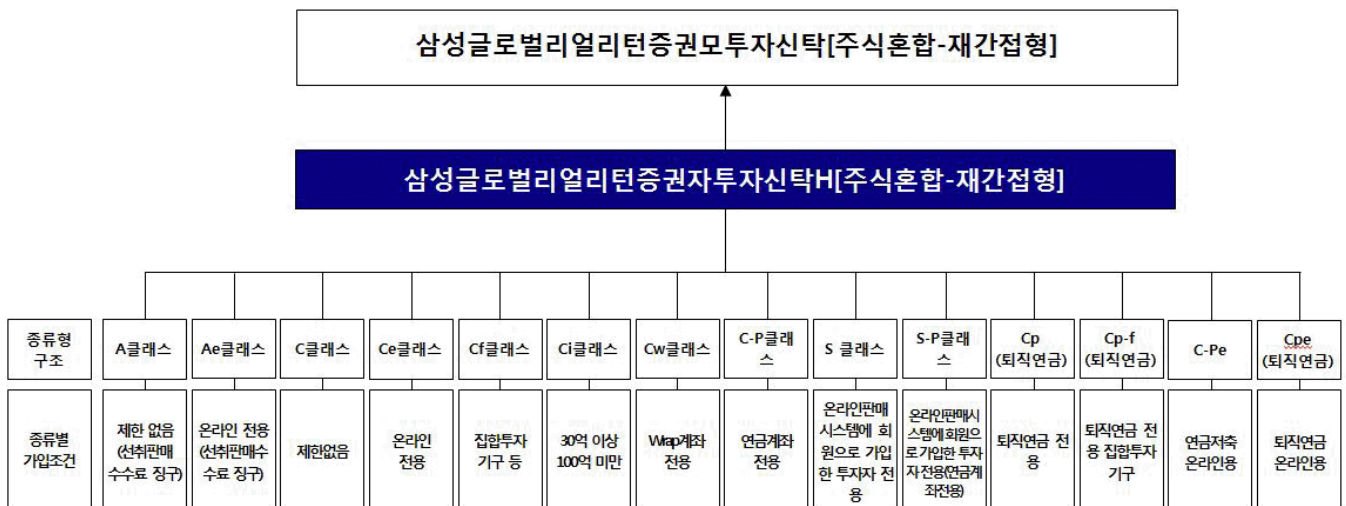 삼성글로벌리얼리턴증권모투자신탁[주식혼합-재간접형]
삼성글로벌리얼리턴증권자투자신탁H[주식혼합-재간접형]
종류형
구조
A클래스
Ae클래스
C클래스
Ce클래스
Cf클래스
Ci클래스
Cw클래스
C-P클래
스
S 클래스
S-P클래
스
Cp
(퇴직연금)
Cp-f
(퇴직연금)
C-Pe
Cpe
(퇴직연금)
종류별
가입조건
제한 없음
(선취판매
수수료 징구)
온라인 전용
(선취판매수
수료 징구)
제한없음
온라인
전용
집합투자
기구 등
30억 이상
100억 미만
Wrap계좌
전용
연금계좌
전용
온라인판매
시스템에 회
원으로 가입
한 투자자 전
용
온라인판매시
스템에 회원으
로 가입한 투자
자 전용(연금계
좌전용)
퇴직연금 전
용
퇴직연금 전
용 집합투자
기구
연금저축
온라인용
퇴직연금
온라인용